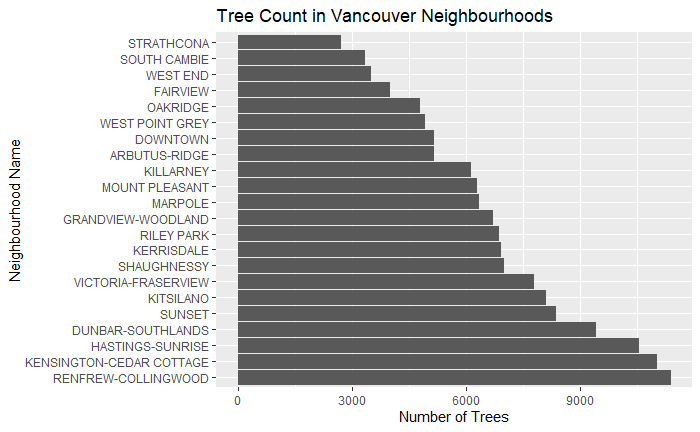 Tree Count in Vancouver Neighbourhoods
Neighbourhood Name
STRATHCONA
SOUTH CAMBIE
WEST END
FAIRVIEW
OAKRIDGE
WEST POINT GREY
DOWNTOWN
ARBUTUS-RIDGE
KILLARNEY
MOUNT PLEASANT
MARPOLE
GRANDVIEW-WOODLAND
RILEY PARK
KERRISDALE
SHAUGHNESSY
VICTORIA-FRASERVIEW
KITSILANO
SUNSET
DUNBAR-SOUTHLANDS
HASTINGS-SUNRISE
KENSINGTON-CEDAR COTTAGE
RENFREW-COLLINGWOOD
0 3000 6000 9000
Number of Trees